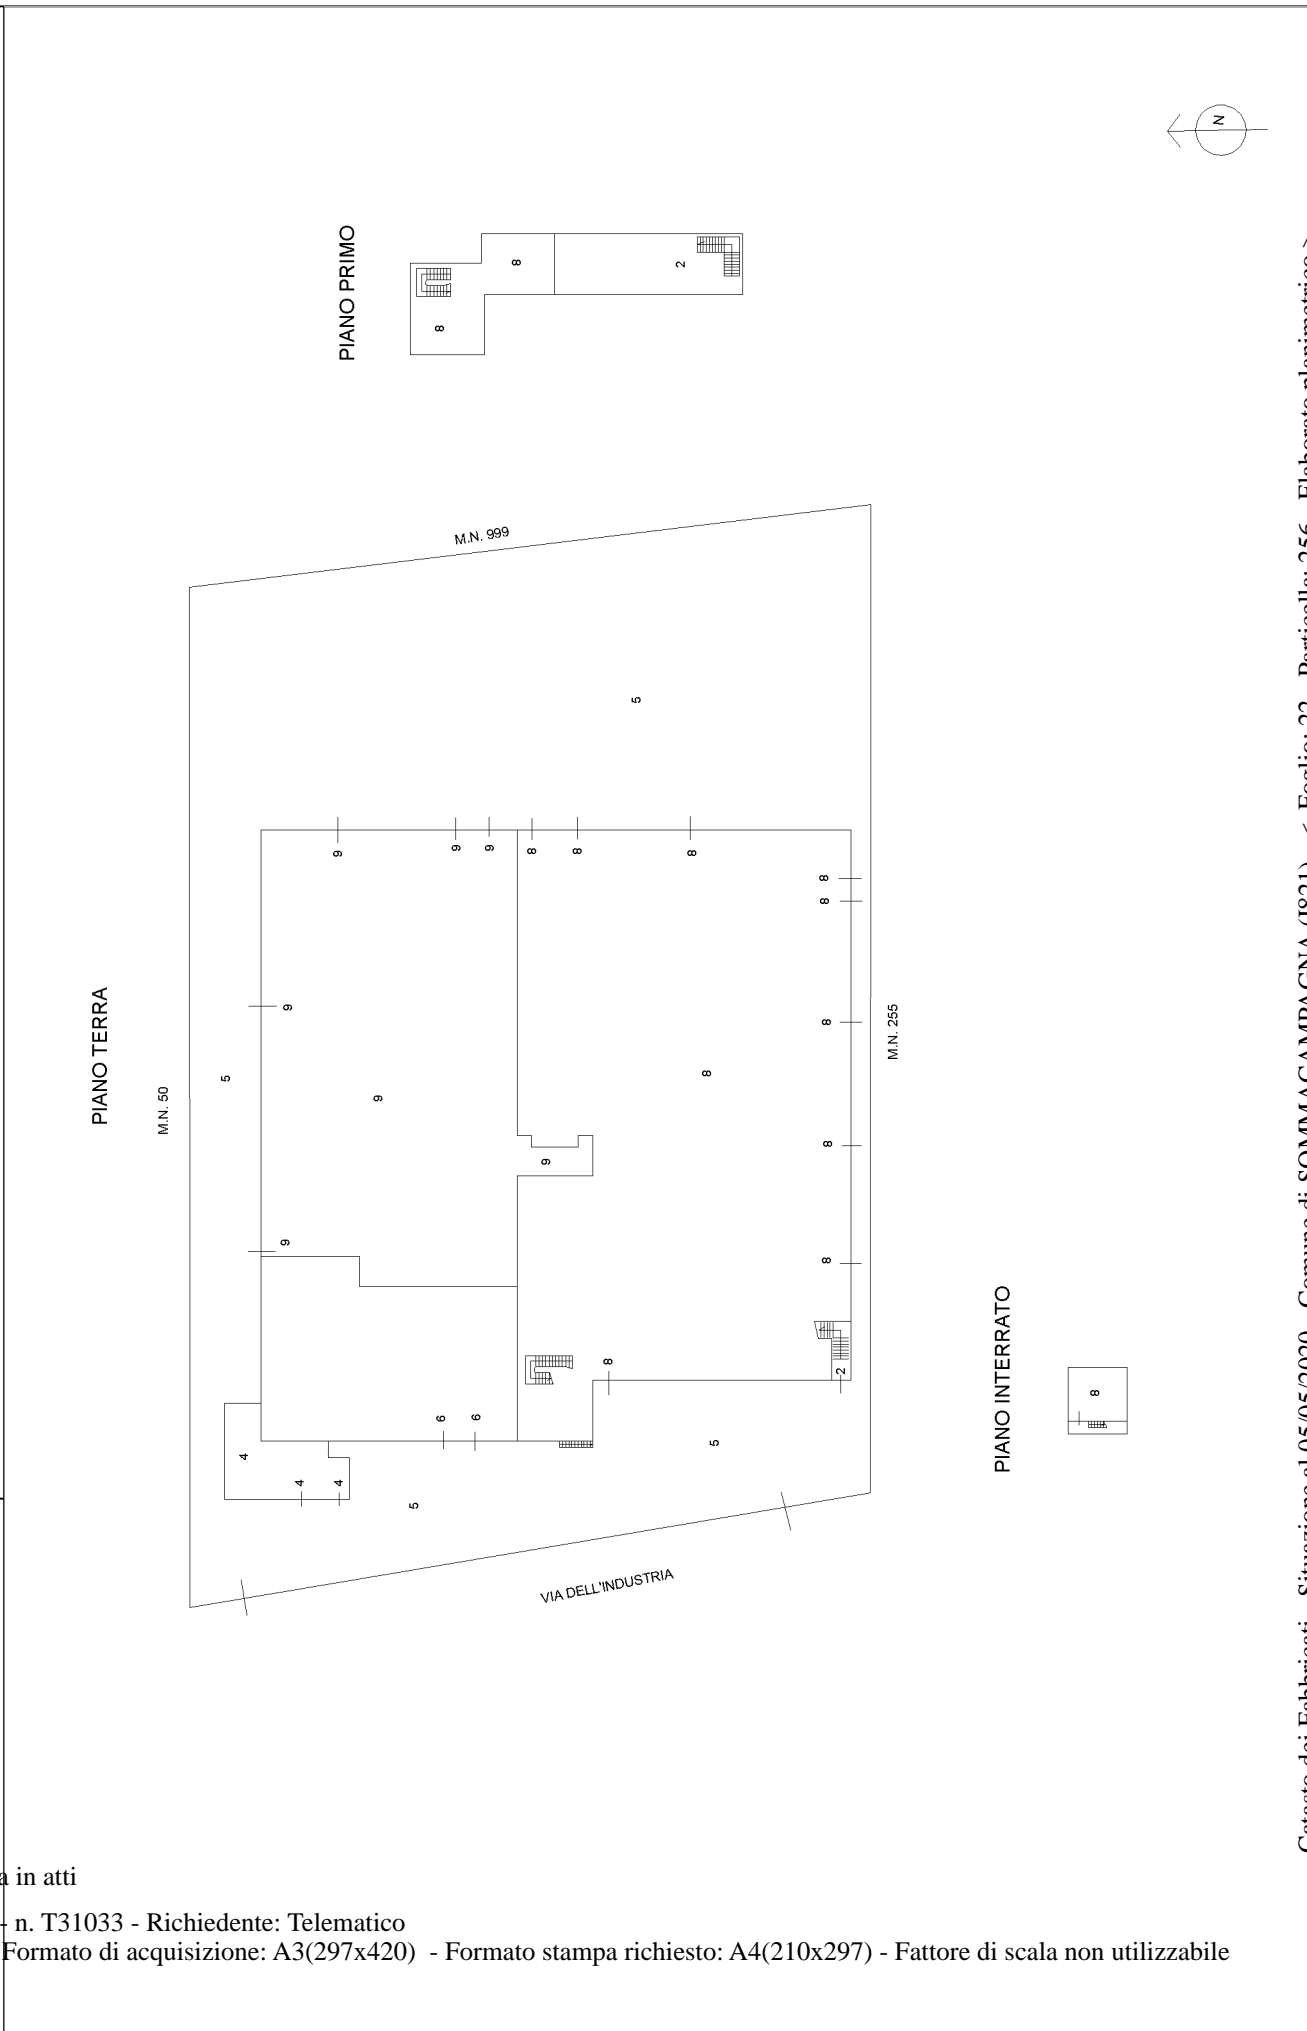 N
PIANO PRIMO
8
2
8
M.N. 999
5
PIANO TERRA
M.N. 50
5
9
9
9
8
8
8
8
8
9
9
8
8
M.N. 255
9
8
9
8
8
2
6
6
4
4
4
5
5
VIA DELL'INDUSTRIA
PIANO INTERRATO
8
Catasto dei Fabbricati - Situazione al 05/05/2020 - Comune di SOMMACAMPAGNA (I821) - < Foglio: 22 - Particella: 256 - Elaborato planimetrico >
in atti
- n. T31033 - Richiedente: Telematico
Formato di acquisizione: A3(297x420) - Formato stampa richiesto: A4(210x297) - Fattore di scala non utilizzabile